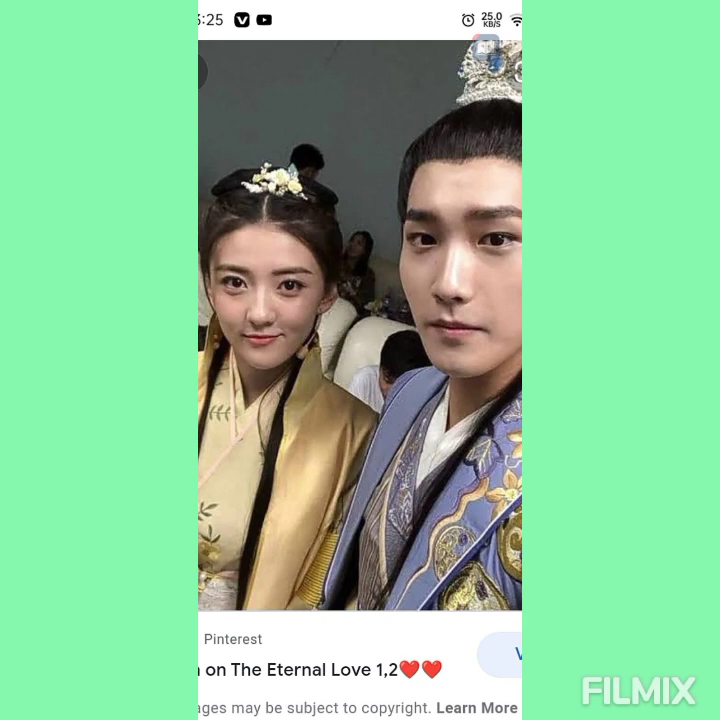 :25
25.0
KB/S
Pinterest
on The Eternal Love 1,2❤️❤️
ages may be subject to copyright. Learn More
FILMIX